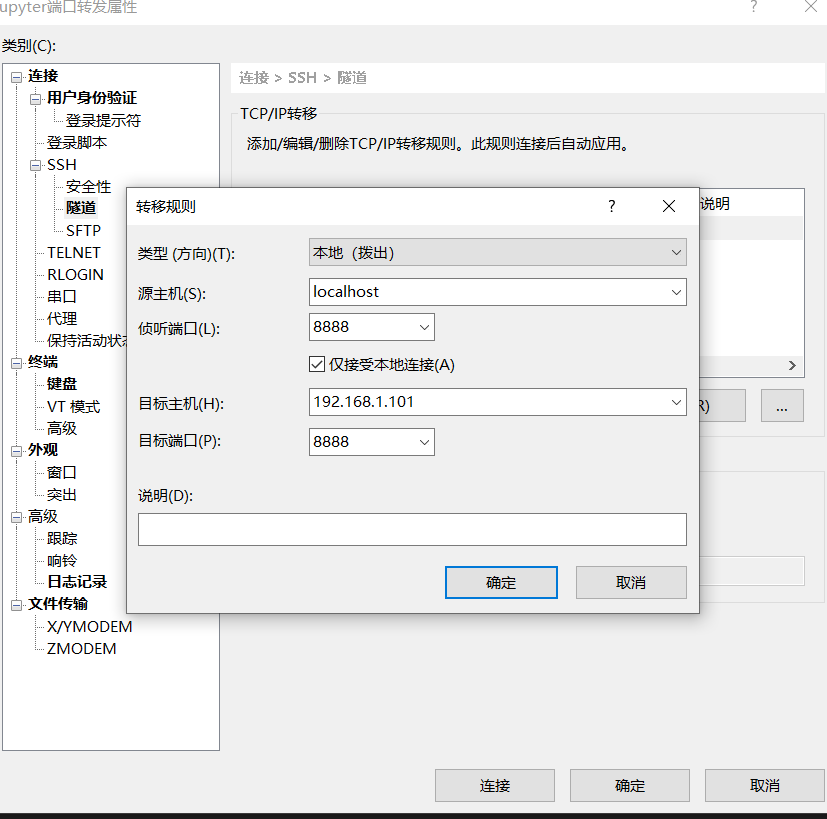 upyter端口转发属性
类别(C):
连接
用户身份验证
登录提示符
登录脚本
SSH
安全性
隧道
SFTP
TELNET
RLOGIN
串口
代理
保持活动状态
终端
键盘
VT 模式
高级
外观
窗口
突出
高级
跟踪
响铃
日志记录
文件传输
X/YMODEM
ZMODEM
连接 > SSH > 隧道
TCP/IP转移
添加/编辑/删除TCP/IP转移规则。此规则连接后自动应用。
说明
R)
...
转移规则
类型 (方向)(T):
本地（拨出）
源主机(S):
localhost
侦听端口(L):
8888
仅接受本地连接(A)
目标主机(H):
192.168.1.101
目标端口(P):
8888
说明(D):
确定
取消
连接
确定
取消